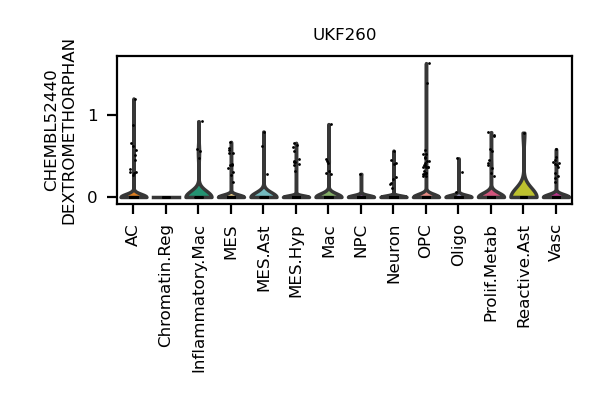 UKF260
CHEMBL52440
DEXTROMETHORPHAN
1
0
AC
Chromatin.Reg
Inflammatory.Mac
MES
MES.Ast
MES.Hyp
Mac
NPC
Neuron
OPC
Oligo
Prolif.Metab
Reactive.Ast
Vasc